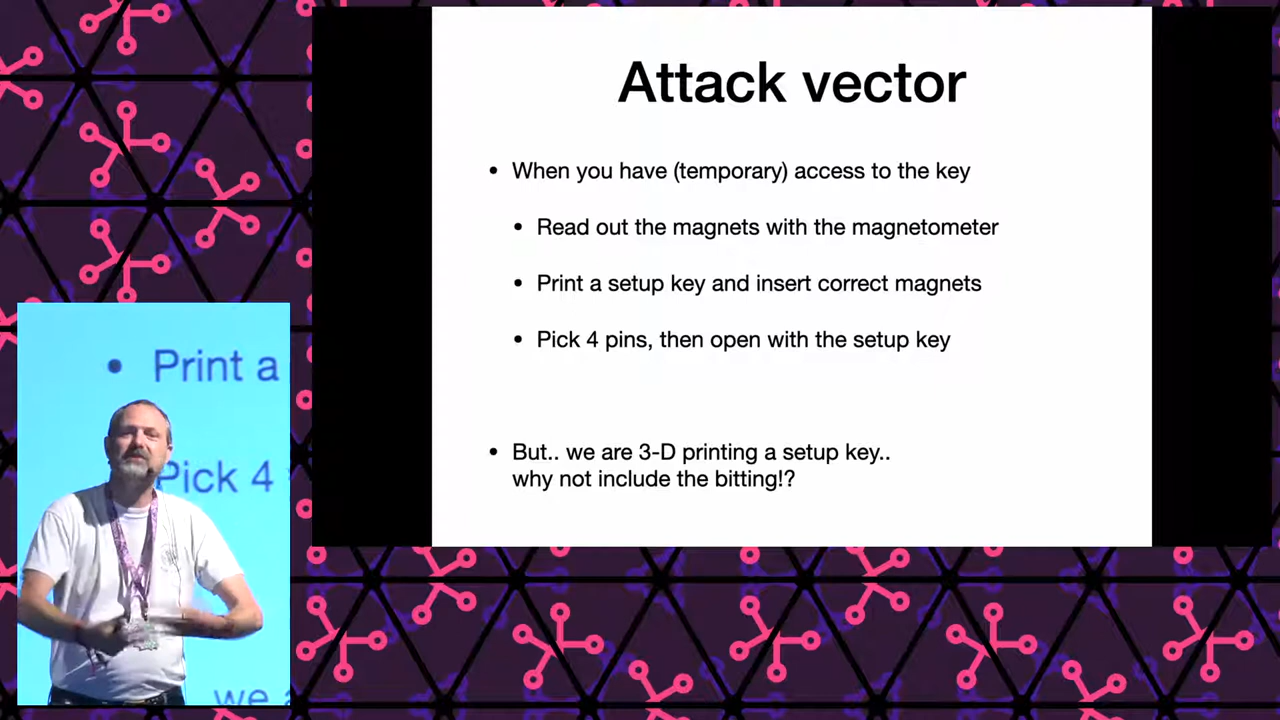 Attack vector
• When you have (temporary) access to the key
• Read out the magnets with the magnetometer
• Print a setup key and insert correct magnets
• Pick 4 pins, then open with the setup key
• But.. we are 3-D printing a setup key..
why not include the bitting!?
• Print a
Pick 4
we a